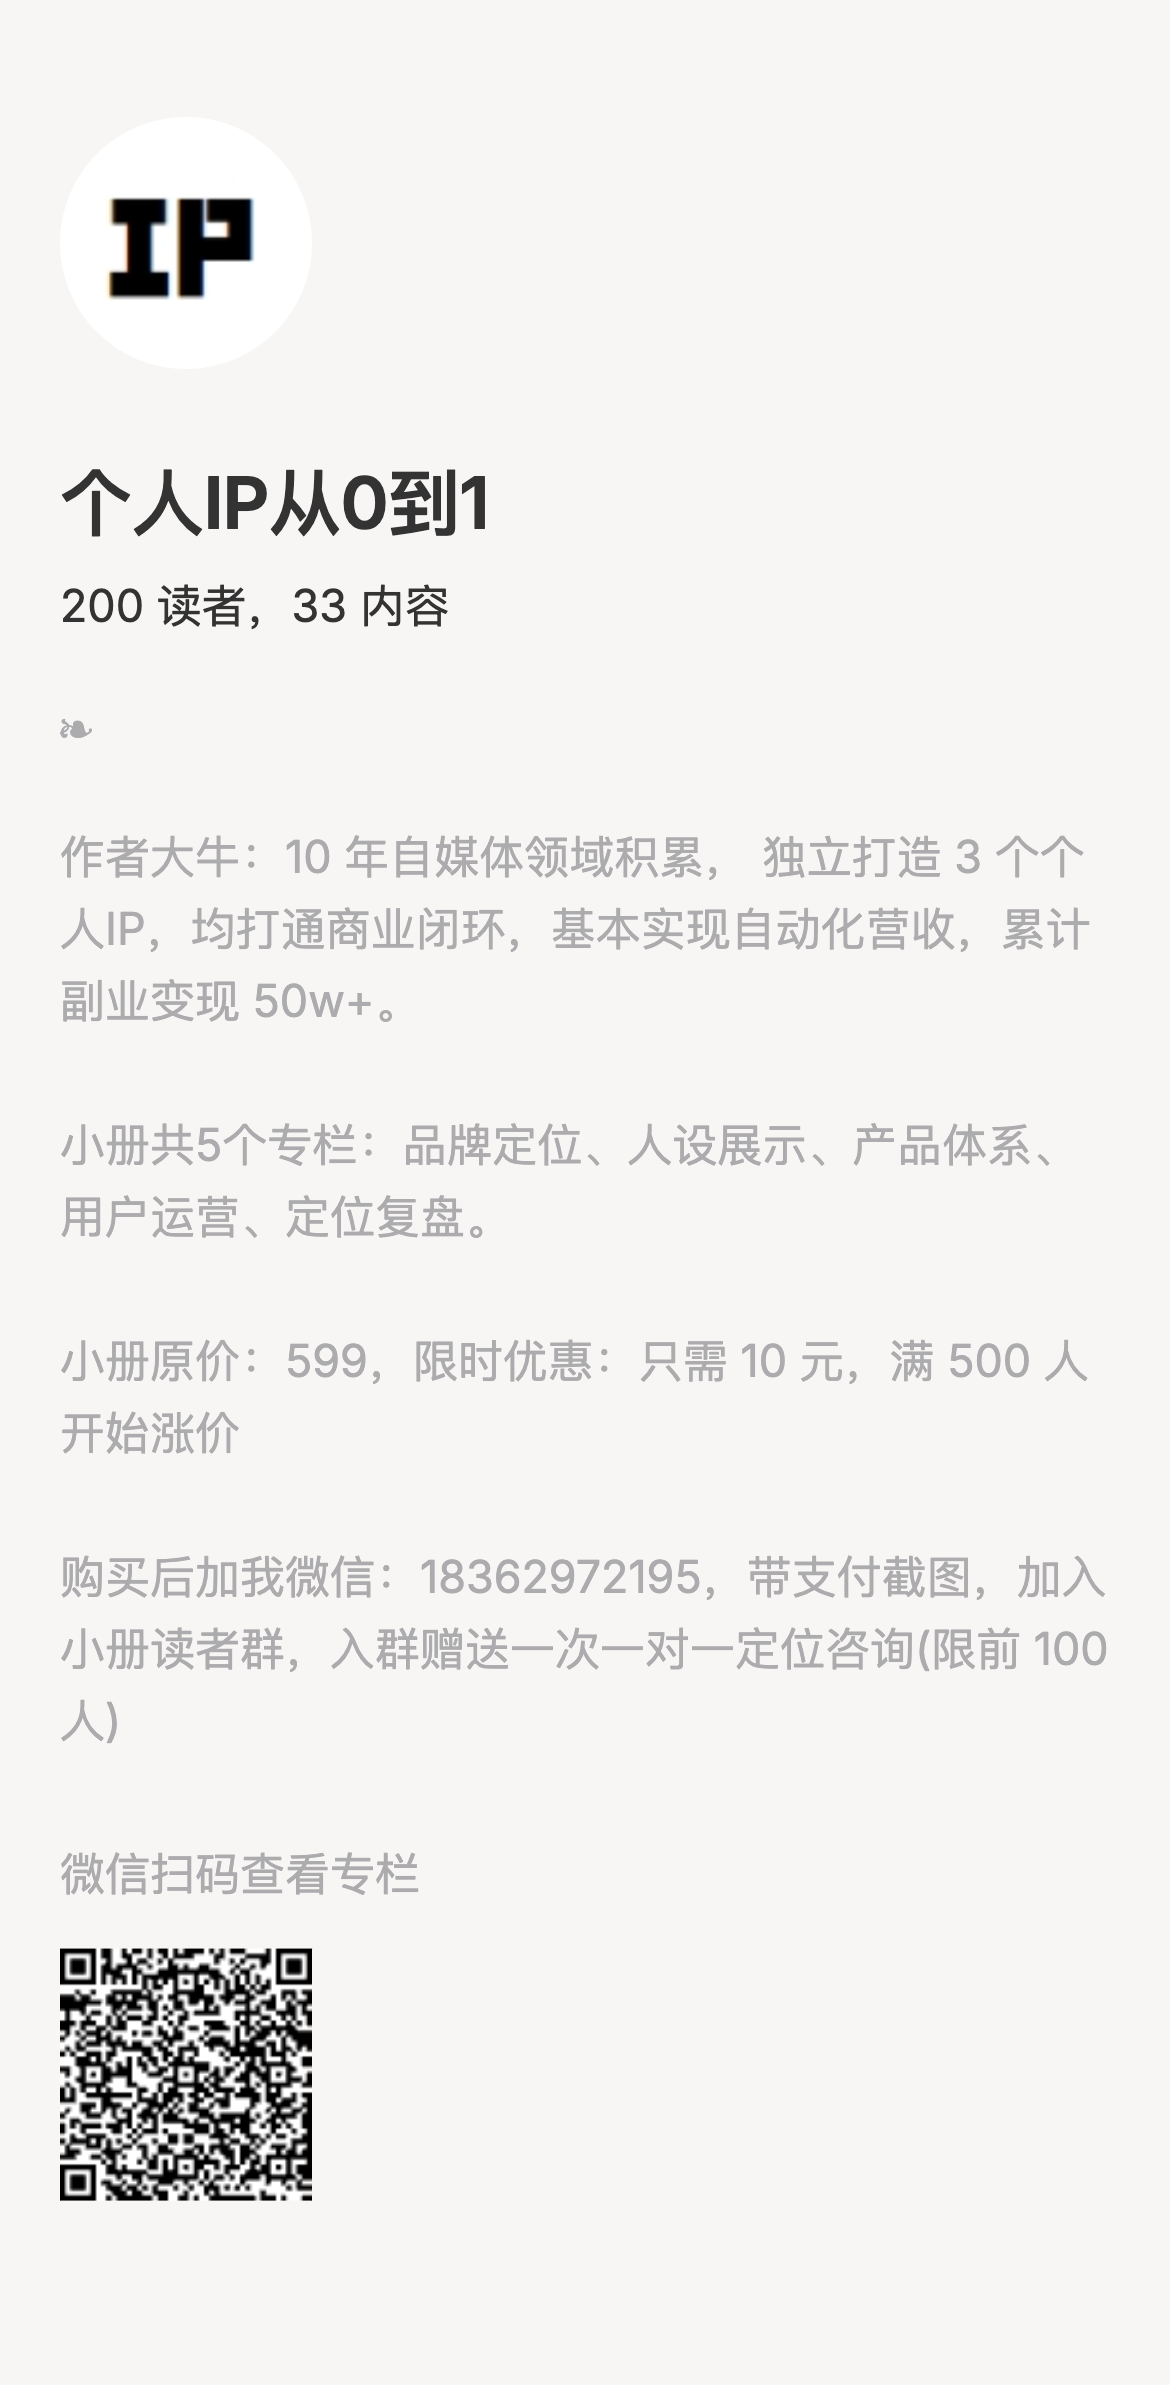 IP
个人IP从0到1
200 读者，33 内容
❧
作者大牛：10 年自媒体领域积累， 独立打造 3 个个
人IP，均打通商业闭环，基本实现自动化营收，累计
副业变现 50w+。
小册共5个专栏：品牌定位、人设展示、产品体系、
用户运营、定位复盘。
小册原价：599，限时优惠：只需 10 元，满 500 人
开始涨价
购买后加我微信：18362972195，带支付截图，加入
小册读者群，入群赠送一次一对一定位咨询(限前 100
人)
微信扫码查看专栏